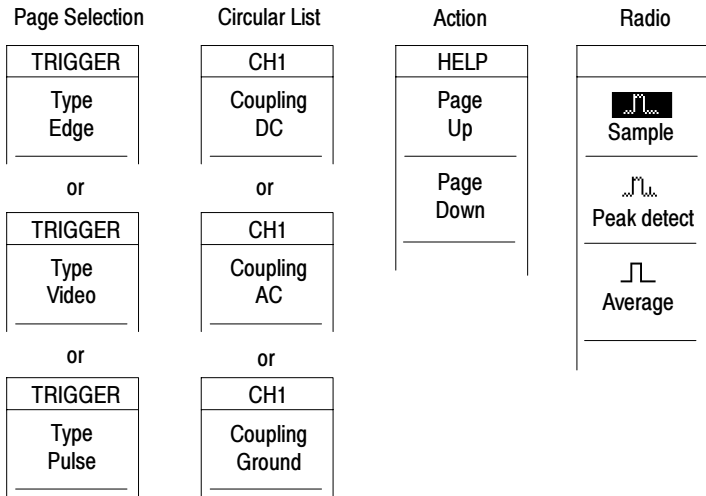 Page Selection
TRIGGER
Type
Edge
or
TRIGGER
Type
Video
or
TRIGGER
Type
Pulse
Circular List
CH1
Coupling
DC
or
CH1
Coupling
AC
or
CH1
Coupling
Ground
Action
HELP
Page
Up
Page
Down
Radio
Sample
Peak detect
Average